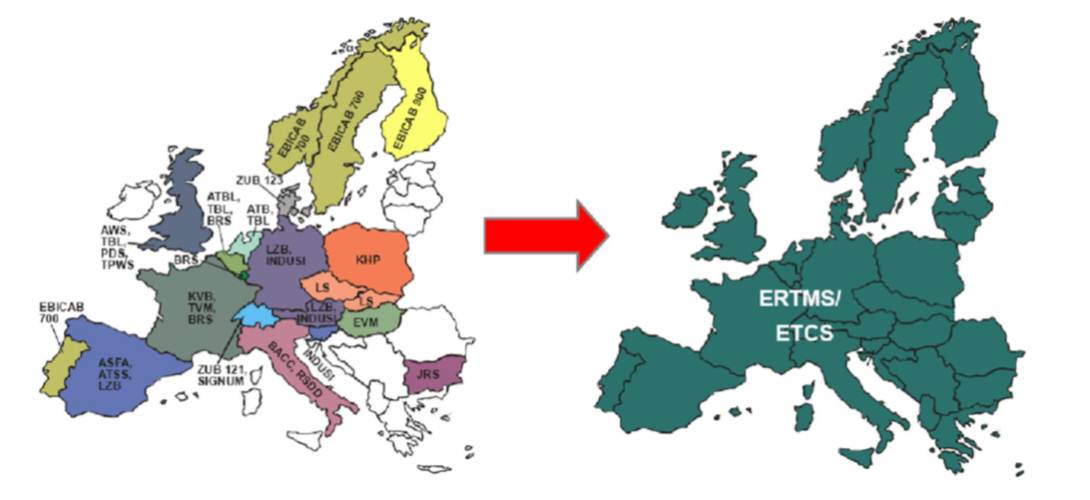 EBICAB
700
EBICAB 700
EBICAB 900
ZUB 123
ATBL,
TBL,
BRS
ATB,
TBL
AWS,
TBL,
PDS,
TPWS
BRS
LZB,
INDUSI
KHP
LS
LS
KVB,
TVM,
BRS
LZB,
INDUSI
EVM
EBICAB
700
ASFA,
ATSS,
LZB
ZUB 121,
SIGNUM
BACC, RSDD
INDUSI
JRS
ERTMS/
ETCS